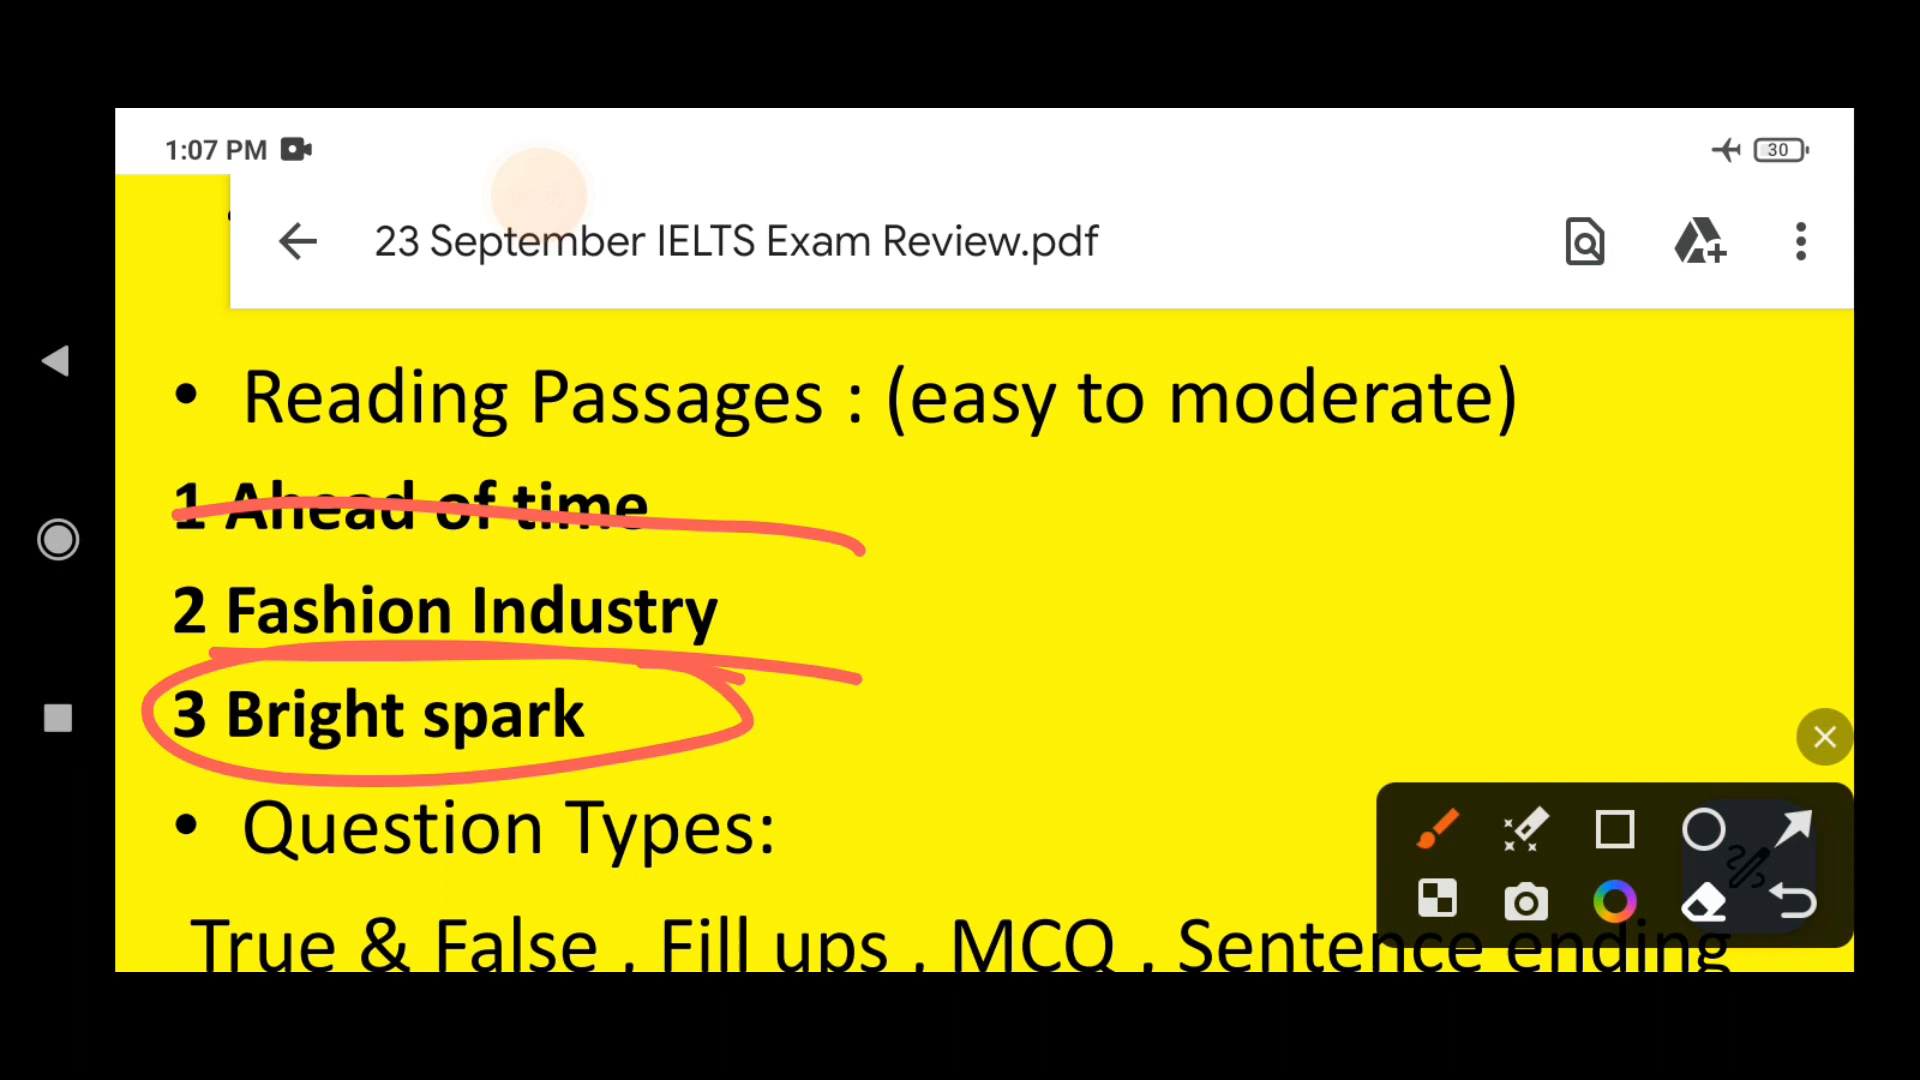 1:07 PM
30
23 September IELTS Exam Review.pdf
• Reading Passages : (easy to moderate)
1 Ahead of time
2 Fashion Industry
3 Bright spark
• Question Types:
True & False , Fill ups , MCQ , Sentence ending